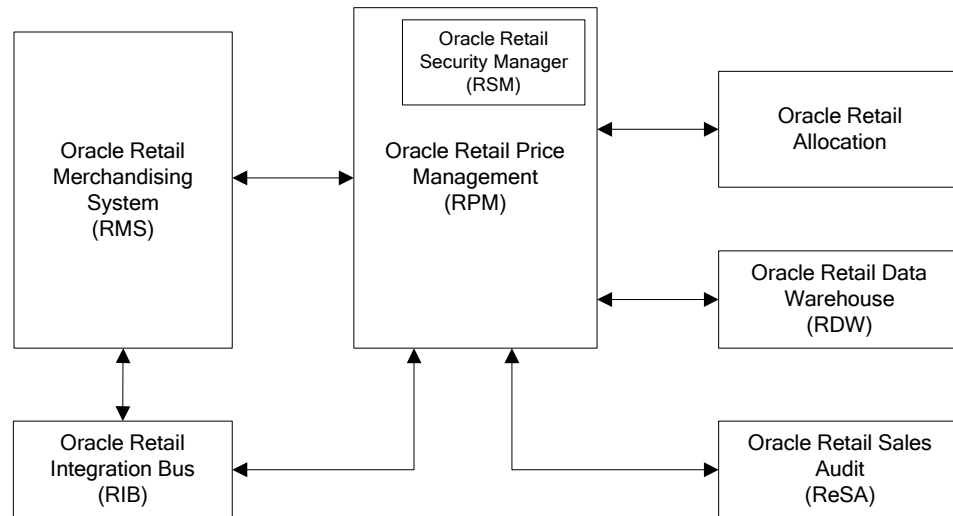 Oracle Retail
Merchandising
System
(RMS)
Oracle Retail
Security Manager
(RSM)
Oracle Retail Price
Management
(RPM)
Oracle Retail
Allocation
Oracle Retail Data
Warehouse
(RDW)
Oracle Retail
Integration Bus
(RIB)
Oracle Retail Sales
Audit
(ReSA)